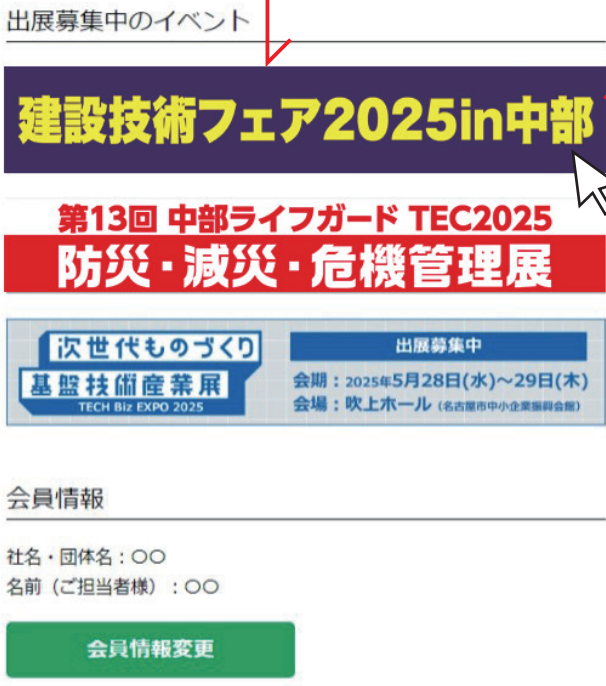 出展募集中のイベント
建設技術フェア2025in中部
第13回 中部ライフガード TEC2025
防災・減災・危機管理展
次世代ものづくり
基盤技術産業展
TECH Biz EXPO 2025
出展募集中
会期：2025年5月28日(水)～29日(木)
会場：吹上ホール（名古屋市中小企業振興会館）
会員情報
社名・団体名：〇〇
名前（ご担当者様）：〇〇
会員情報変更